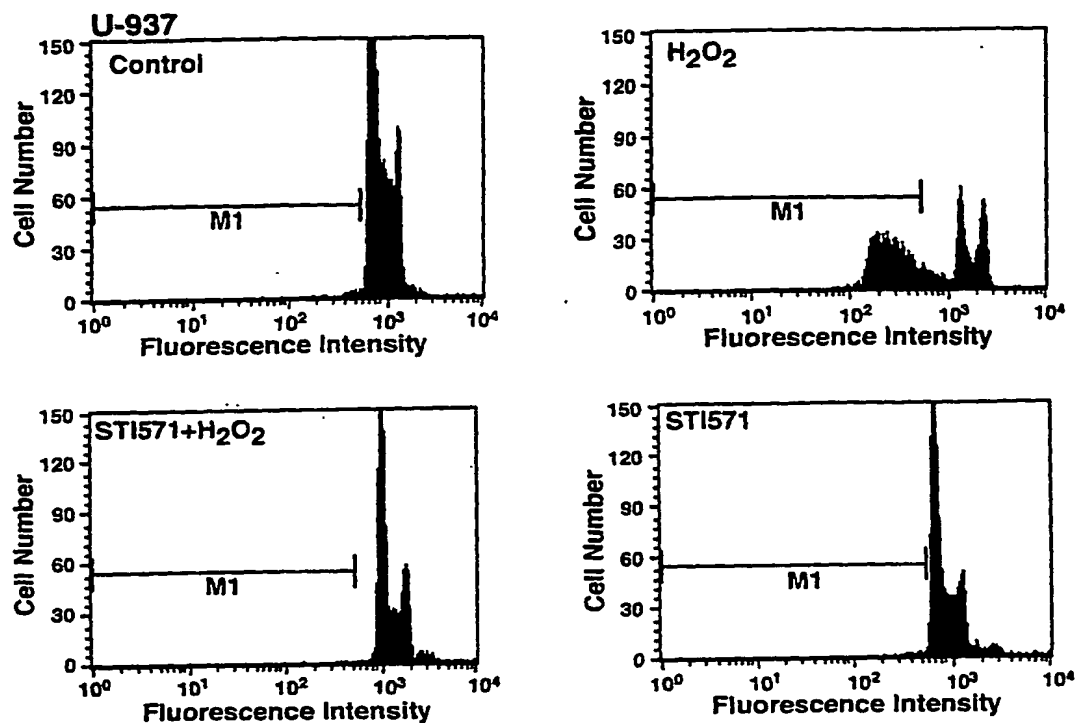 U-937
Control
150
120
90
60
30
0
Cell Number
M1
10⁰ 10¹ 10² 10³ 10⁴
Fluorescence Intensity
H₂O₂
150
120
90
60
30
0
Cell Number
M1
10⁰ 10¹ 10² 10³ 10⁴
Fluorescence Intensity
STI571+H₂O₂
150
120
90
60
30
0
Cell Number
M1
10⁰ 10¹ 10² 10³ 10⁴
Fluorescence Intensity
STI571
150
120
90
60
30
0
Cell Number
M1
10⁰ 10¹ 10² 10³ 10⁴
Fluorescence Intensity